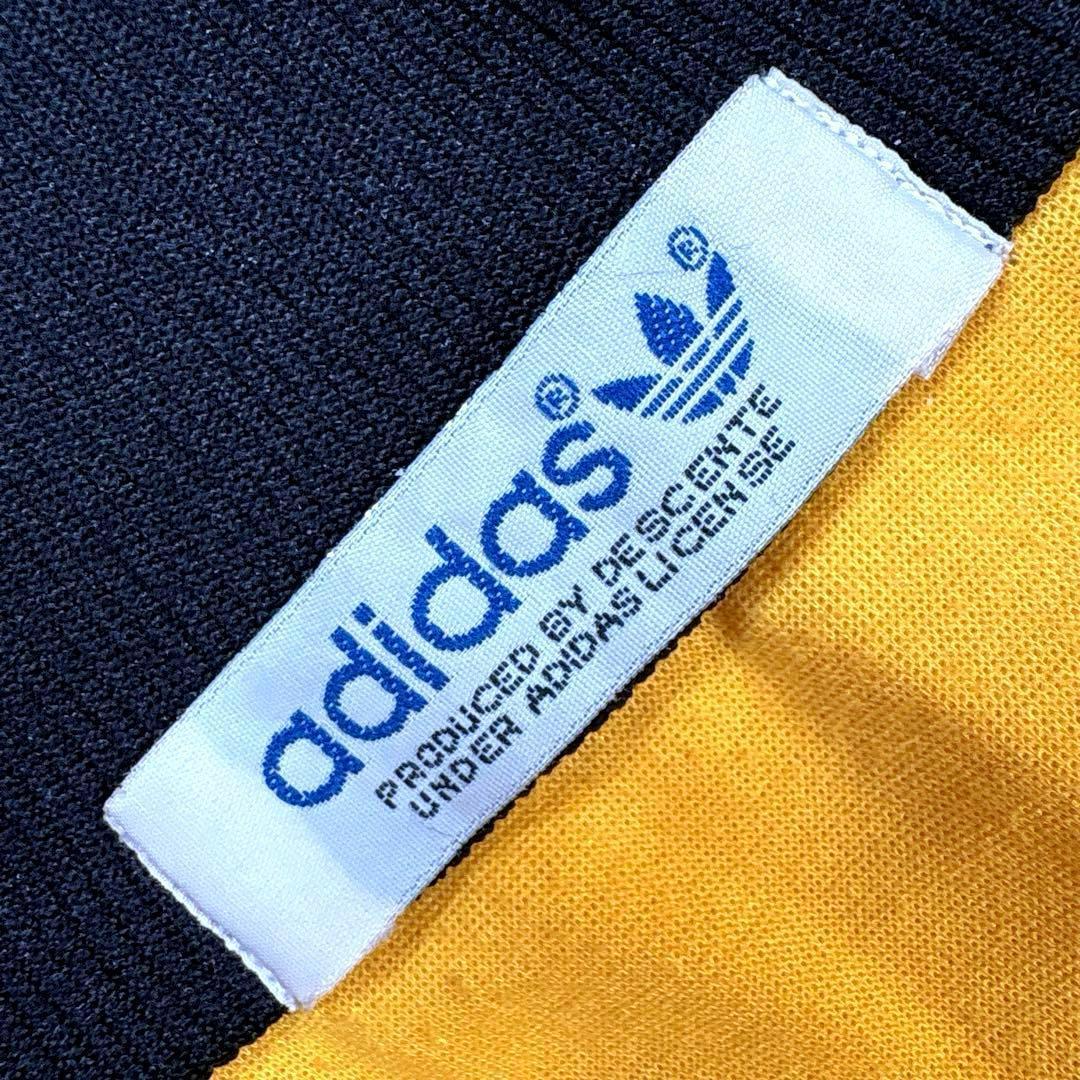 adidas®
®
PRODUCED BY DESCENTE
UNDER ADIDAS LICENSE